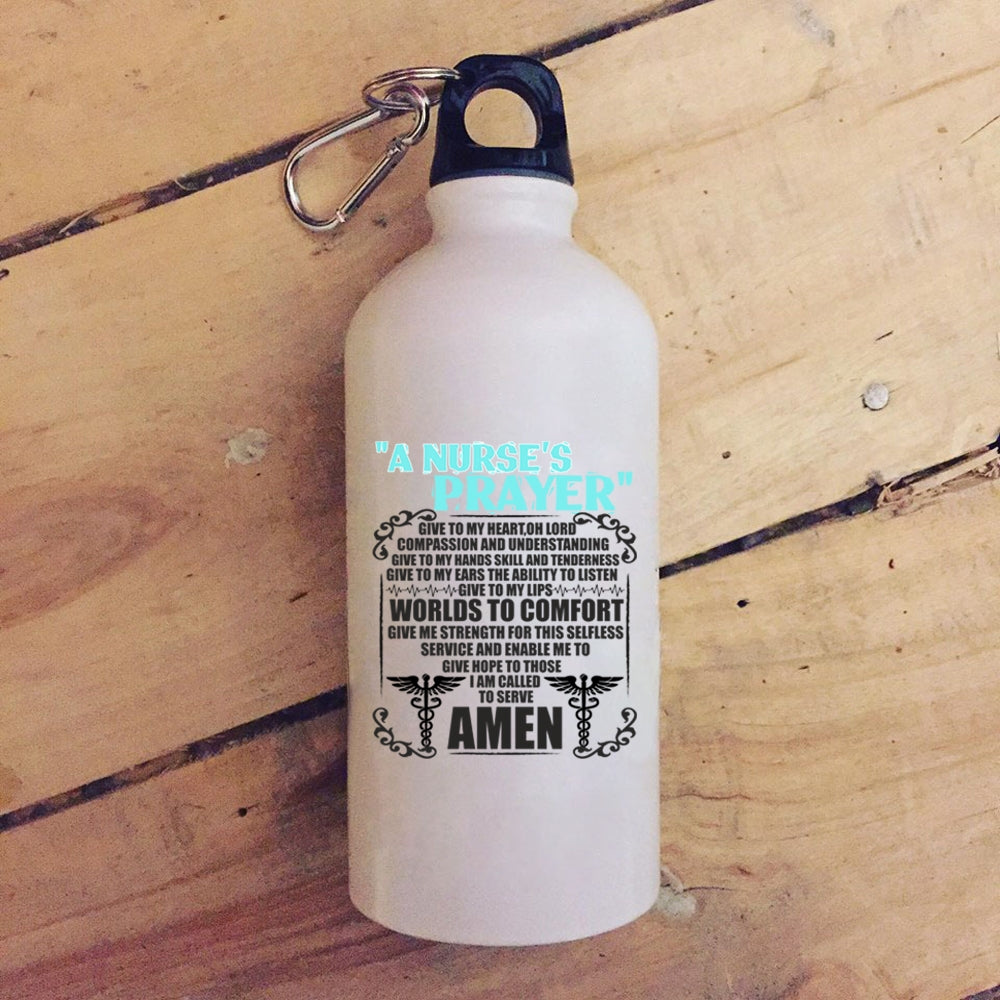 "A NURSE'S
PRAYER"
GIVE TO MY HEART,OH LORD
COMPASSION AND UNDERSTANDING
GIVE TO MY HANDS SKILL AND TENDERNESS
GIVE TO MY EARS THE ABILITY TO LISTEN
GIVE TO MY LIPS
WORLDS TO COMFORT
GIVE ME STRENGTH FOR THIS SELFLESS
SERVICE AND ENABLE ME TO
GIVE HOPE TO THOSE
I AM CALLED
TO SERVE
AMEN